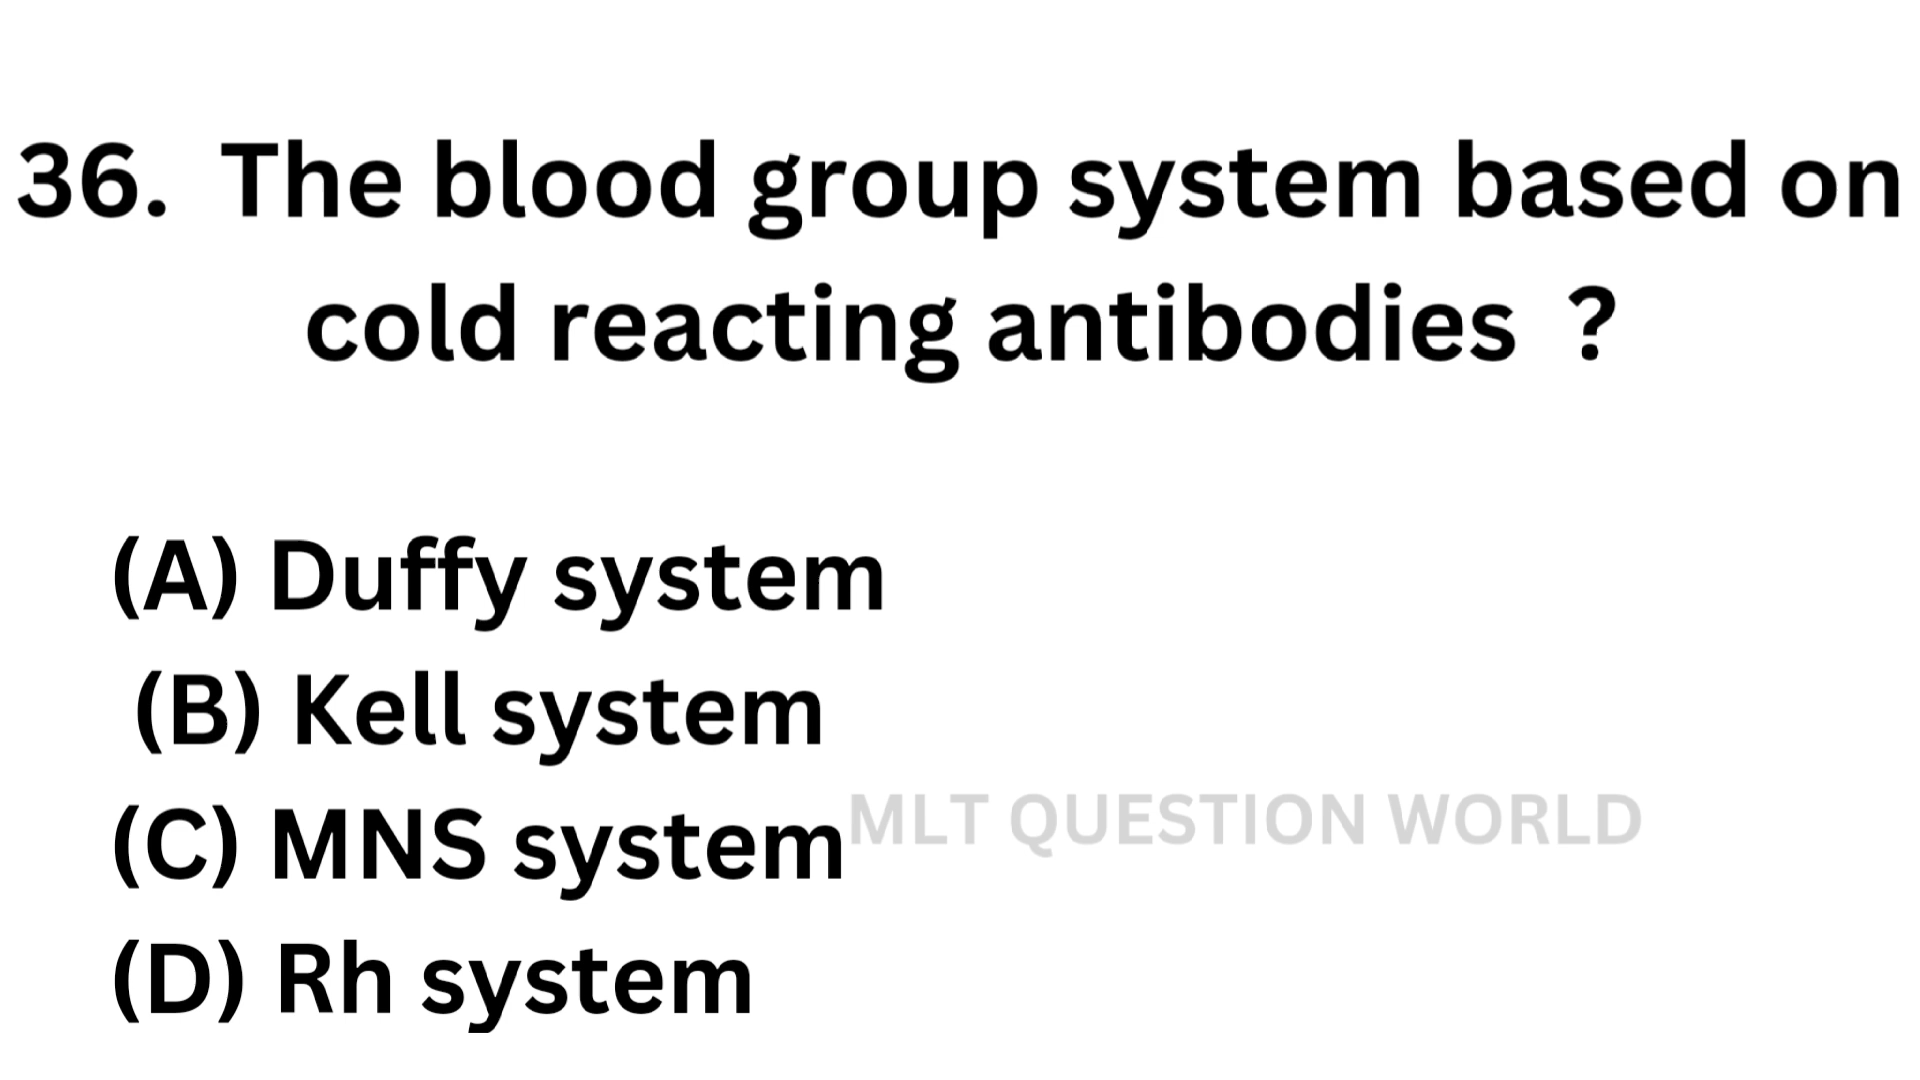 36. The blood group system based on
cold reacting antibodies ?
(A) Duffy system
(B) Kell system
(C) MNS system
MLT QUESTION WORLD
(D) Rh system